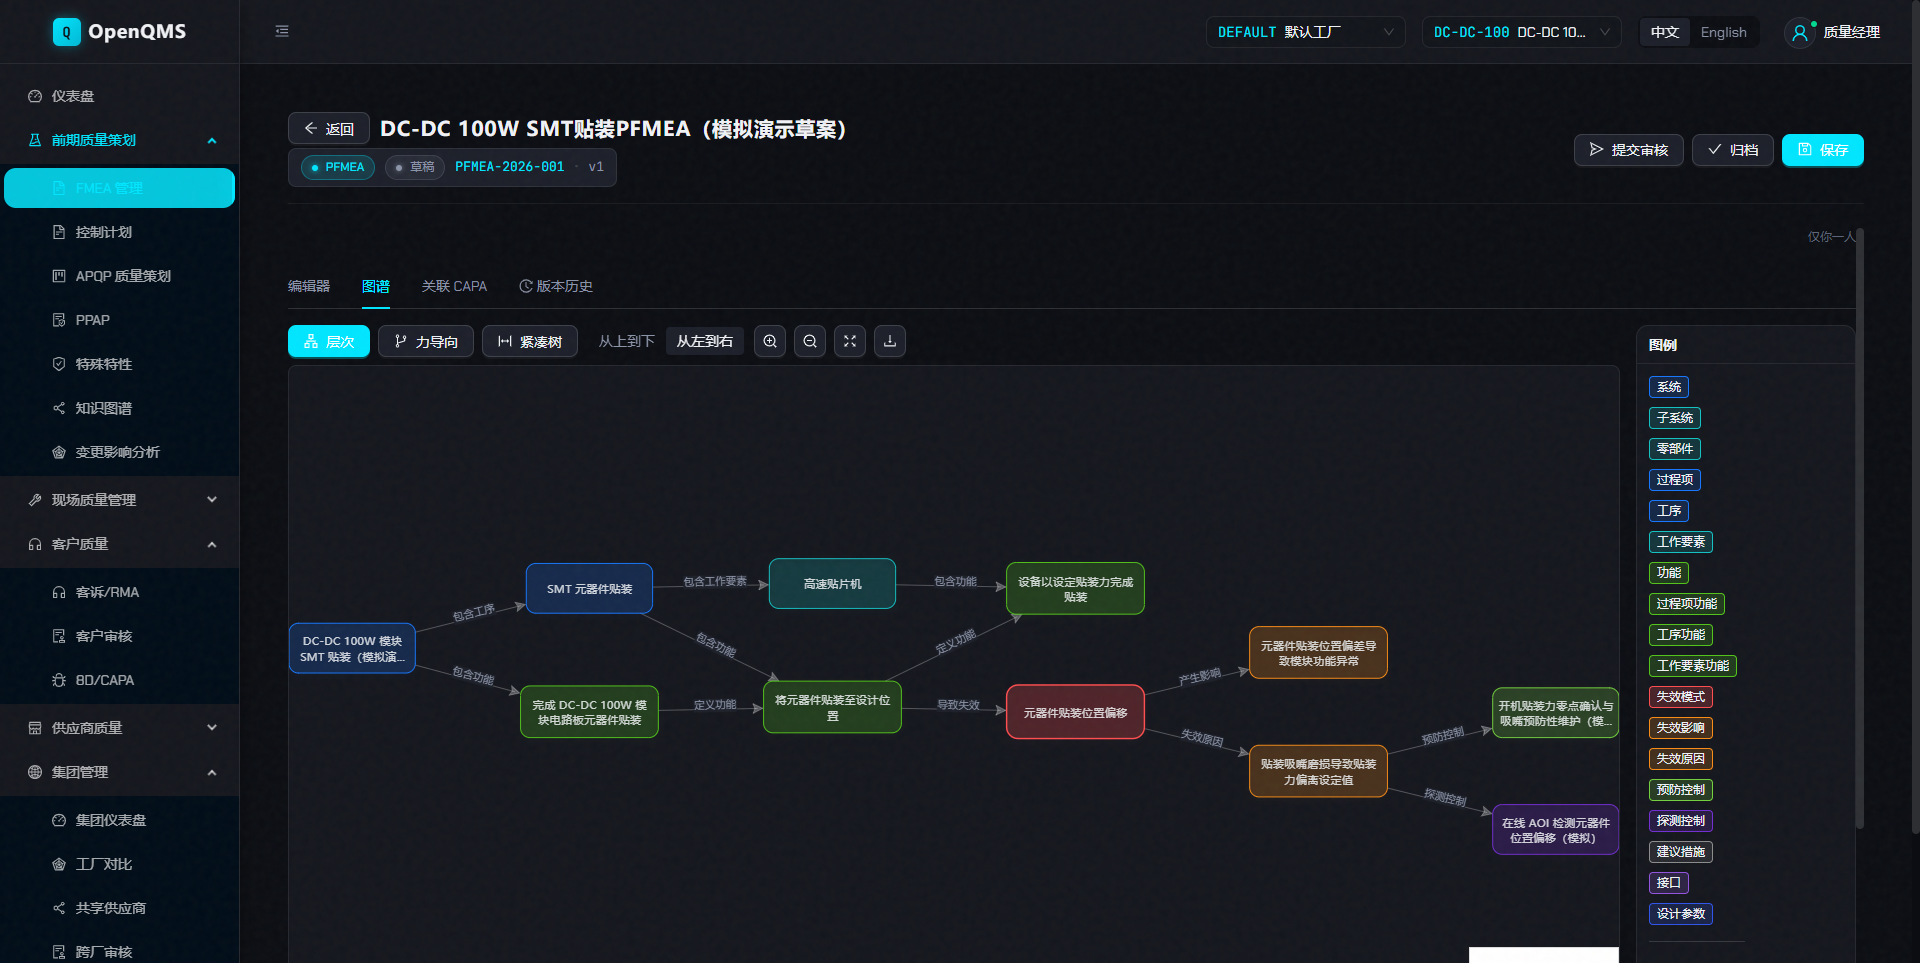 Q OpenQMS
DEFAULT 默认工厂
DC-DC-100 DC-DC 10...
中文 English
质量经理
仪表盘
前期质量策划
FMEA 管理
控制计划
APQP 质量策划
PPAP
特殊特性
知识图谱
变更影响分析
现场质量管理
客户质量
客诉/RMA
客户审核
8D/CAPA
供应商质量
集团管理
集团仪表盘
工厂对比
共享供应商
跨厂审核
返回
DC-DC 100W SMT贴装PFMEA（模拟演示草案）
PFMEA 草稿 PFMEA-2026-001 · v1
提交审核 归档 保存
仅你一人
编辑器 图谱 关联 CAPA 版本历史
层次 力导向 紧凑树 从上到下 从左到右
DC-DC 100W 模块
SMT 贴装（模拟演...
包含工序
包含功能
SMT 元器件贴装
完成 DC-DC 100W 模
块电路板元器件贴装
包含工作要素
包含功能
定义功能
高速贴片机
将元器件贴装至设计位
置
包含功能
定义功能
导致失效
设备以设定贴装力完成
贴装
元器件贴装位置偏移
产生影响
失效原因
元器件贴装位置偏差导
致模块功能异常
贴装吸嘴磨损导致贴装
力偏离设定值
预防控制
探测控制
开机贴装力零点确认与
吸嘴预防性维护（模...
在线 AOI 检测元器件
位置偏移（模拟）
图例
系统
子系统
零部件
过程项
工序
工作要素
功能
过程项功能
工序功能
工作要素功能
失效模式
失效影响
失效原因
预防控制
探测控制
建议措施
接口
设计参数